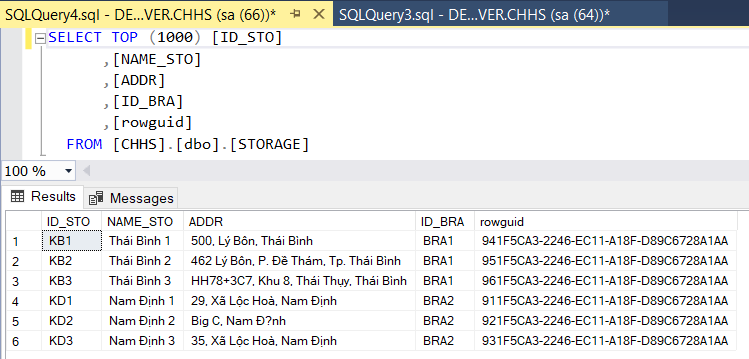 SQLQuery4.sql - DE...VER.CHHS (sa (66))* SQLQuery3.sql - DE...VER.CHHS (sa (64))*
SELECT TOP (1000) [ID_STO]
,[NAME_STO]
,[ADDR]
,[ID_BRA]
,[rowguid]
FROM [CHHS].[dbo].[STORAGE]
100 %
Results Messages
ID_STO NAME_STO ADDR ID_BRA rowguid
1 KB1 Thái Bình 1 500, Lý Bôn, Thái Bình BRA1 941F5CA3-2246-EC11-A18F-D89C6728A1AA
2 KB2 Thái Bình 2 462 Lý Bôn, P. Đề Thám, Tp. Thái Bình BRA1 951F5CA3-2246-EC11-A18F-D89C6728A1AA
3 KB3 Thái Bình 3 HH78+3C7, Khu 8, Thái Thụy, Thái Bình BRA1 961F5CA3-2246-EC11-A18F-D89C6728A1AA
4 KD1 Nam Định 1 29, Xã Lộc Hoà, Nam Định BRA2 911F5CA3-2246-EC11-A18F-D89C6728A1AA
5 KD2 Nam Định 2 Big C, Nam Đ?nh BRA2 921F5CA3-2246-EC11-A18F-D89C6728A1AA
6 KD3 Nam Định 3 35, Xã Lộc Hoà, Nam Định BRA2 931F5CA3-2246-EC11-A18F-D89C6728A1AA